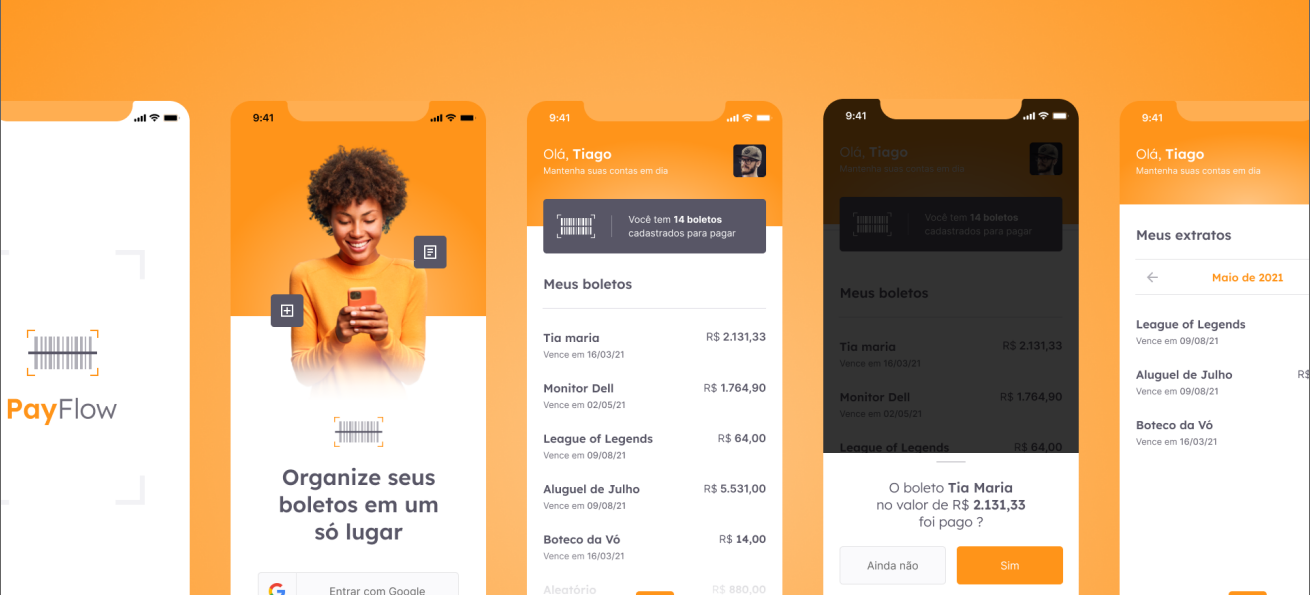 PayFlow
9:41
Organize seus
boletos em um
só lugar
Entrar com Google
9:41
Olá, Tiago
Mantenha suas contas em dia
Você tem 14 boletos
cadastrados para pagar
Meus boletos
Tia maria R$ 2.131,33
Vence em 16/03/21
Monitor Dell R$ 1.764,90
Vence em 02/05/21
League of Legends R$ 64,00
Vence em 09/08/21
Aluguel de Julho R$ 5.531,00
Vence em 09/08/21
Boteco da Vó R$ 14,00
Vence em 16/03/21
Aleatório R$ 880,00
9:41
Olá, Tiago
Mantenha suas contas em dia
Você tem 14 boletos
cadastrados para pagar
Meus boletos
Tia maria R$ 2.131,33
Vence em 16/03/21
Monitor Dell R$ 1.764,90
Vence em 02/05/21
League of Legends R$ 64,00
O boleto Tia Maria
no valor de R$ 2.131,33
foi pago ?
Ainda não Sim
9:41
Olá, Tiago
Mantenha suas contas em dia
Meus extratos
Maio de 2021
League of Legends
Vence em 09/08/21
Aluguel de Julho R$
Vence em 09/08/21
Boteco da Vó
Vence em 16/03/21